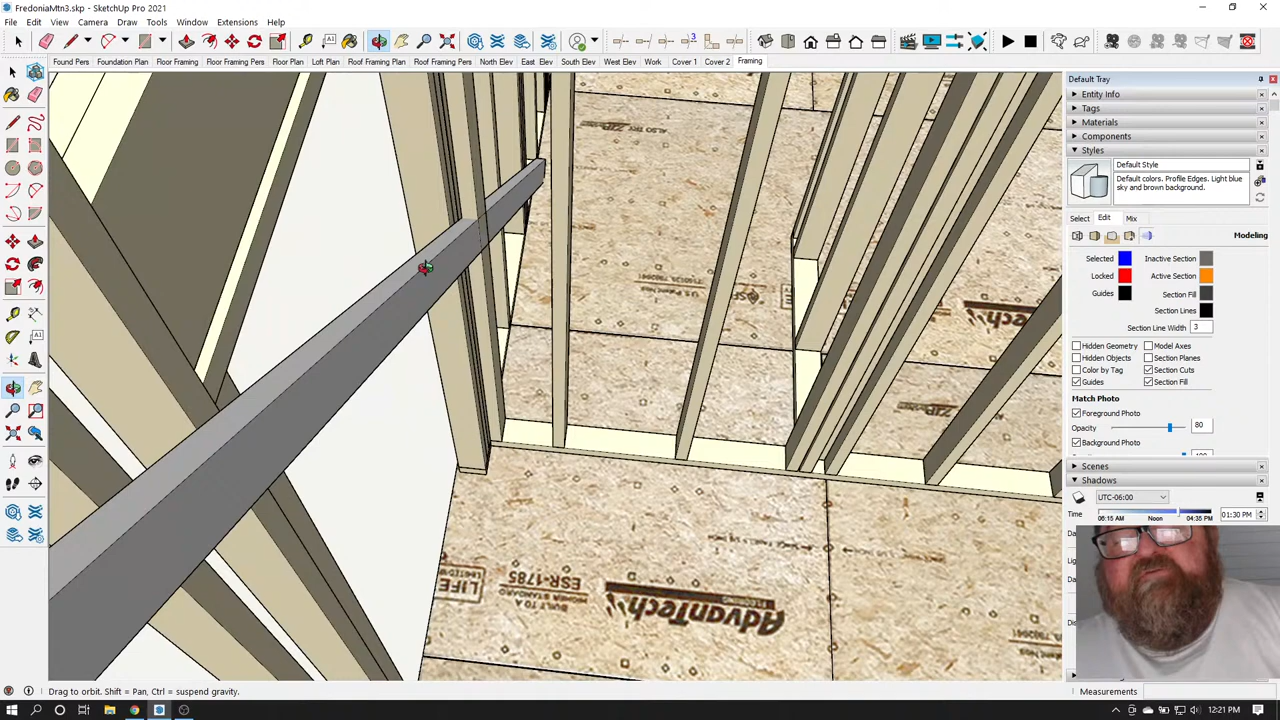 FredoniaMtn3.skp - SketchUp Pro 2021
File Edit View Camera Draw Tools Window Extensions Help
Found Pers Foundation Plan Floor Framing Floor Framing Pers Floor Plan Loft Plan Roof Framing Plan Roof Framing Pers North Elev East Elev South Elev West Elev Work Cover 1 Cover 2 Framing
Default Tray
Entity Info
Tags
Materials
Components
Styles
Default Style
Default colors. Profile Edges. Light blue
sky and brown background.
Select Edit Mix
Modeling
Selected Inactive Section
Locked Active Section
Guides Section Fill
Section Lines
Section Line Width 3
Hidden Geometry Model Axes
Hidden Objects Section Planes
Color by Tag Section Cuts
Guides Section Fill
Match Photo
Foreground Photo
Opacity 80
Background Photo
Scenes
Shadows
UTC-06:00
Time 06:15 AM Noon 04:35 PM 01:30 PM
LIFE
ESR-1785
BUILT TO A
HIGHER STANDARD
AdvanTech
Drag to orbit. Shift = Pan, Ctrl = suspend gravity.
Measurements
12:21 PM